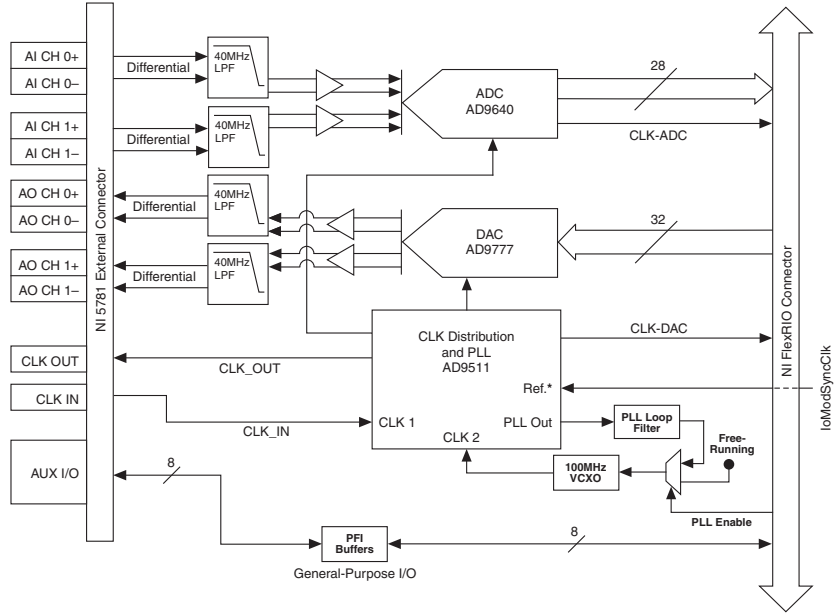 AI CH 0+
AI CH 0–
AI CH 1+
AI CH 1–
AO CH 0+
AO CH 0–
AO CH 1+
AO CH 1–
CLK OUT
CLK IN
AUX I/O
NI 5781 External Connector
Differential
Differential
Differential
Differential
40MHz
LPF
40MHz
LPF
40MHz
LPF
40MHz
LPF
ADC
AD9640
28
CLK-ADC
DAC
AD9777
32
CLK Distribution
and PLL
AD9511
CLK-DAC
Ref.*
CLK 1
PLL Out
CLK 2
CLK_OUT
CLK_IN
PLL Loop
Filter
Free-
Running
100MHz
VCXO
PLL Enable
8
PFI
Buffers
8
General-Purpose I/O
NI FlexRIO Connector
IoModSyncClk